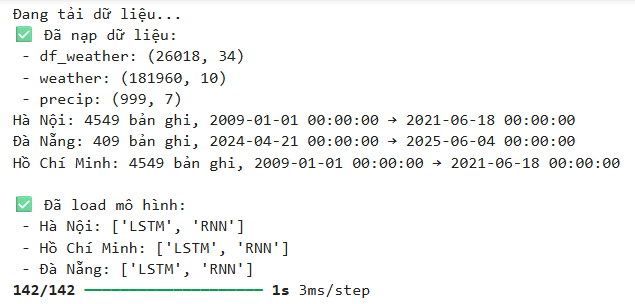 Đang tải dữ liệu...
✅ Đã nạp dữ liệu:
 - df_weather: (26018, 34)
 - weather: (181960, 10)
 - precip: (999, 7)
Hà Nội: 4549 bản ghi, 2009-01-01 00:00:00 → 2021-06-18 00:00:00
Đà Nẵng: 409 bản ghi, 2024-04-21 00:00:00 → 2025-06-04 00:00:00
Hồ Chí Minh: 4549 bản ghi, 2009-01-01 00:00:00 → 2021-06-18 00:00:00
✅ Đã load mô hình:
 - Hà Nội: ['LSTM', 'RNN']
 - Hồ Chí Minh: ['LSTM', 'RNN']
 - Đà Nẵng: ['LSTM', 'RNN']
142/142 ━━━━━━━━━━━━━━━━━━━━ 1s 3ms/step